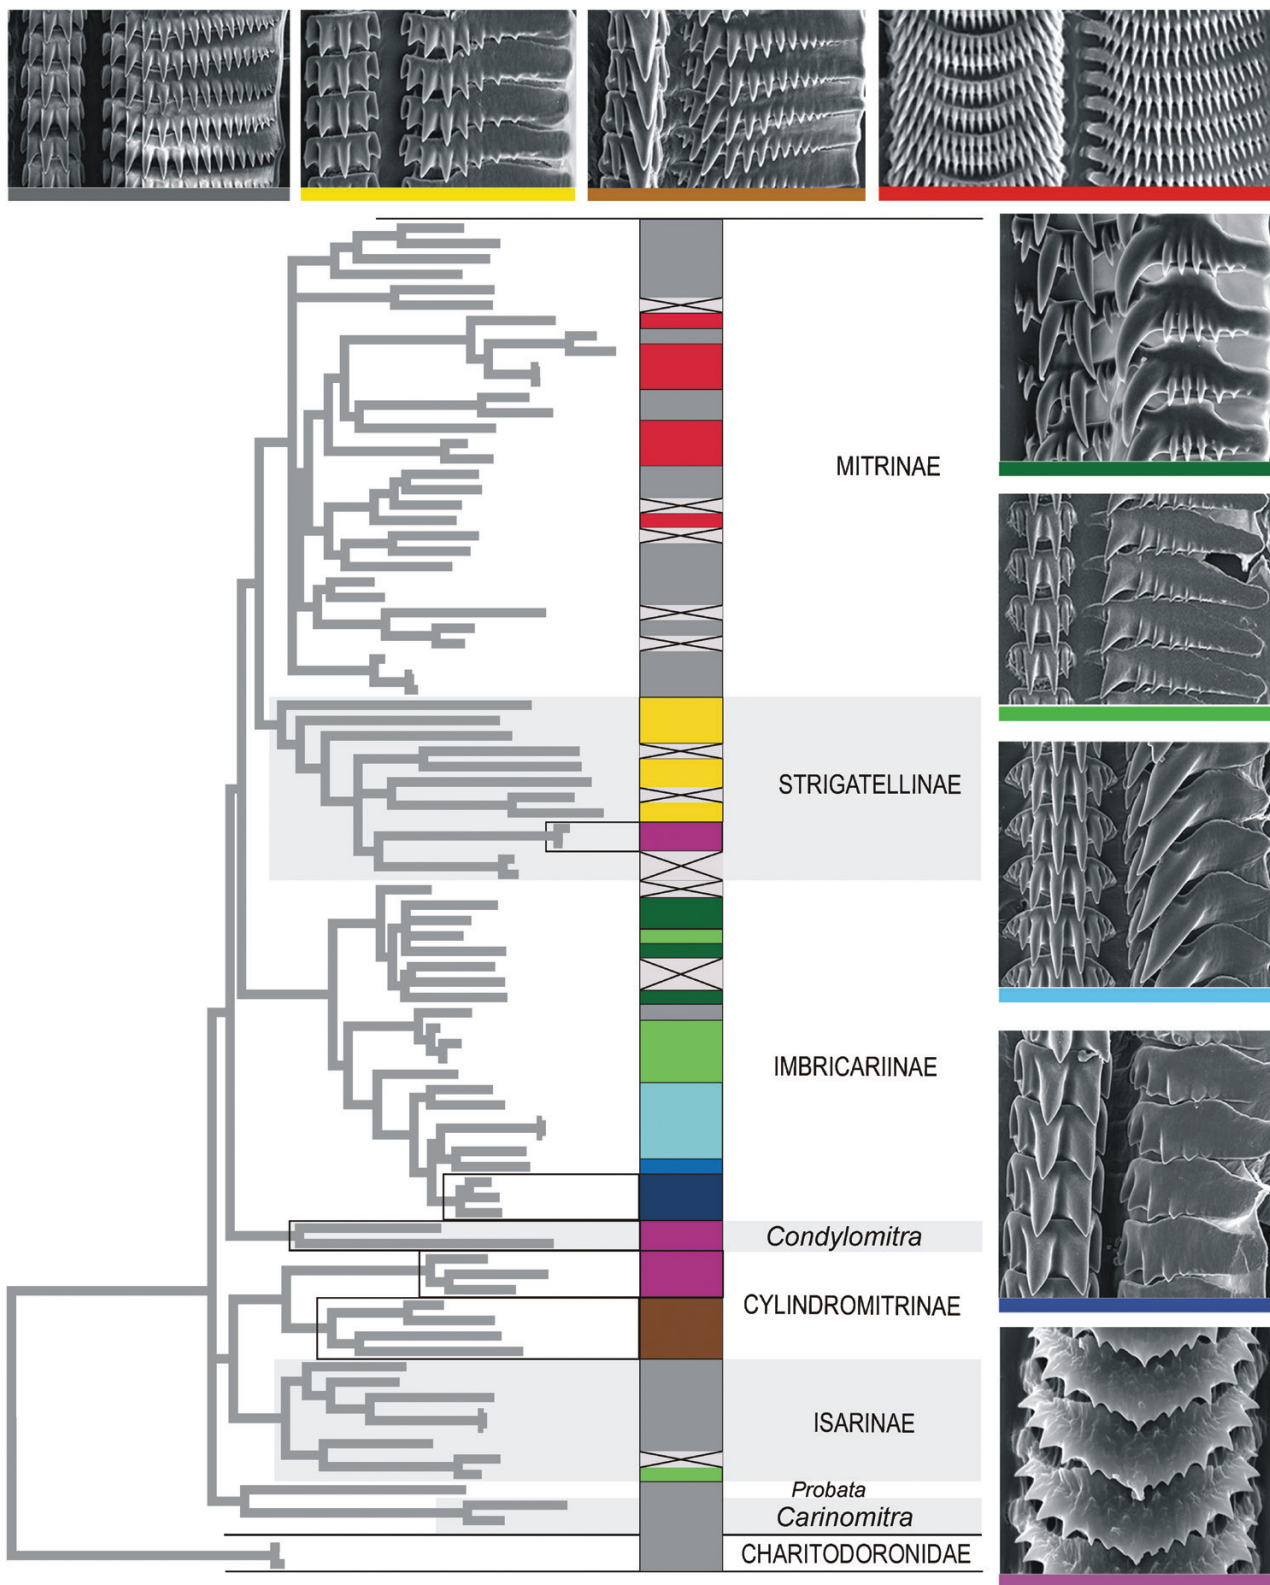 MITRINAE
STRIGATELLINAE
IMBRICARIINAE
Condylomitra
CYLINDROMITRINAE
ISARINAE
Probata
Carinomitra
CHARITODORONIDAE